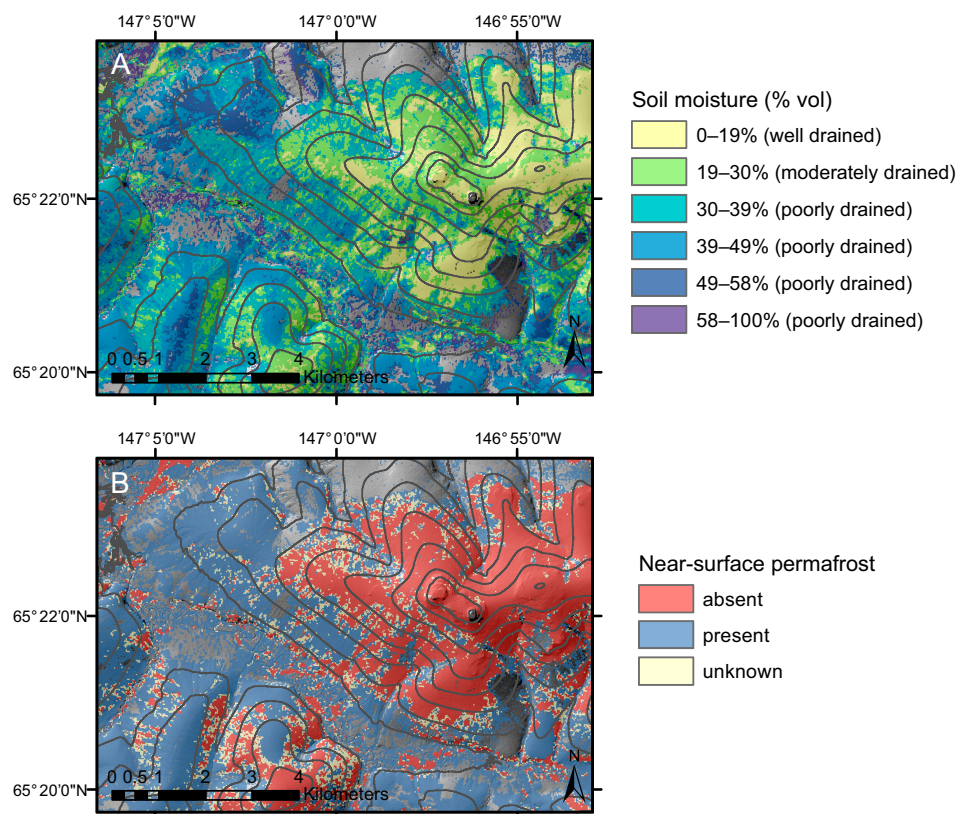 147°5'0"W 147°0'0"W 146°55'0"W
A
65°22'0"N
65°20'0"N
N
0 0.5 1 2 3 4
Kilometers
Soil moisture (% vol)
0–19% (well drained)
19–30% (moderately drained)
30–39% (poorly drained)
39–49% (poorly drained)
49–58% (poorly drained)
58–100% (poorly drained)
147°5'0"W 147°0'0"W 146°55'0"W
B
65°22'0"N
65°20'0"N
N
0 0.5 1 2 3 4
Kilometers
Near-surface permafrost
absent
present
unknown